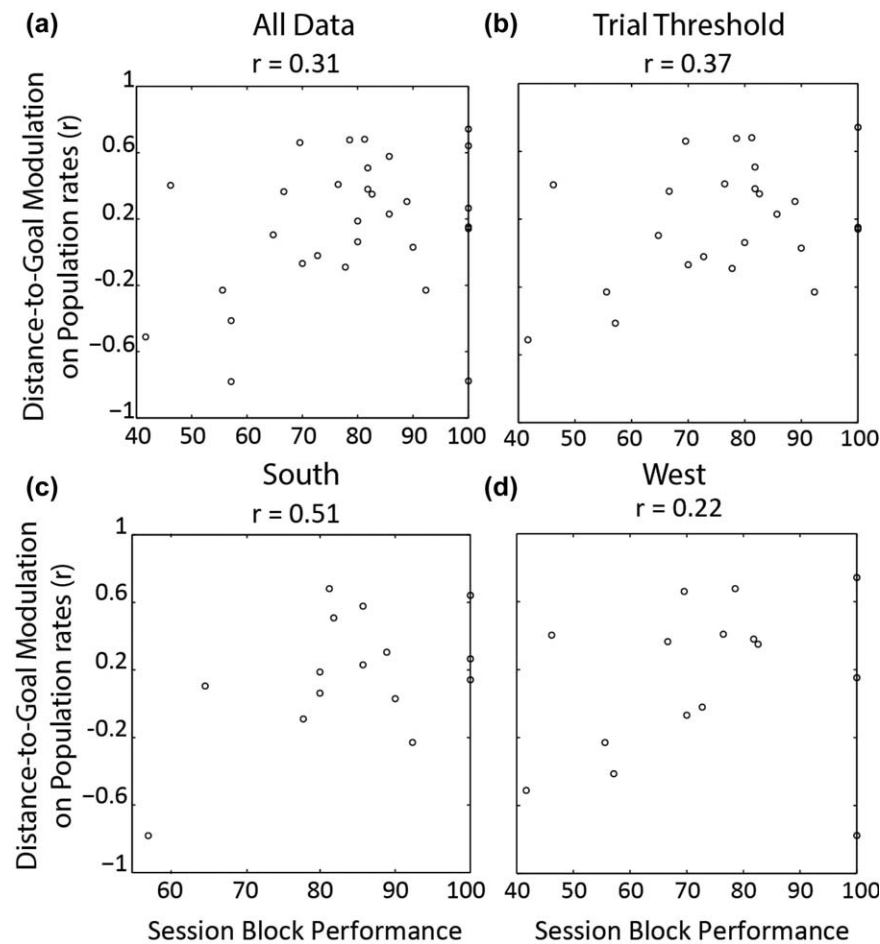 (a) All Data
r = 0.31
(b) Trial Threshold
r = 0.37
Distance-to-Goal Modulation
on Population rates (r)
1
0.6
0.2
−0.2
−0.6
−1
40 50 60 70 80 90 100
40 50 60 70 80 90 100
(c) South
r = 0.51
(d) West
r = 0.22
Distance-to-Goal Modulation
on Population rates (r)
1
0.6
0.2
-0.2
-0.6
−1
60 70 80 90 100
40 50 60 70 80 90 100
Session Block Performance
Session Block Performance